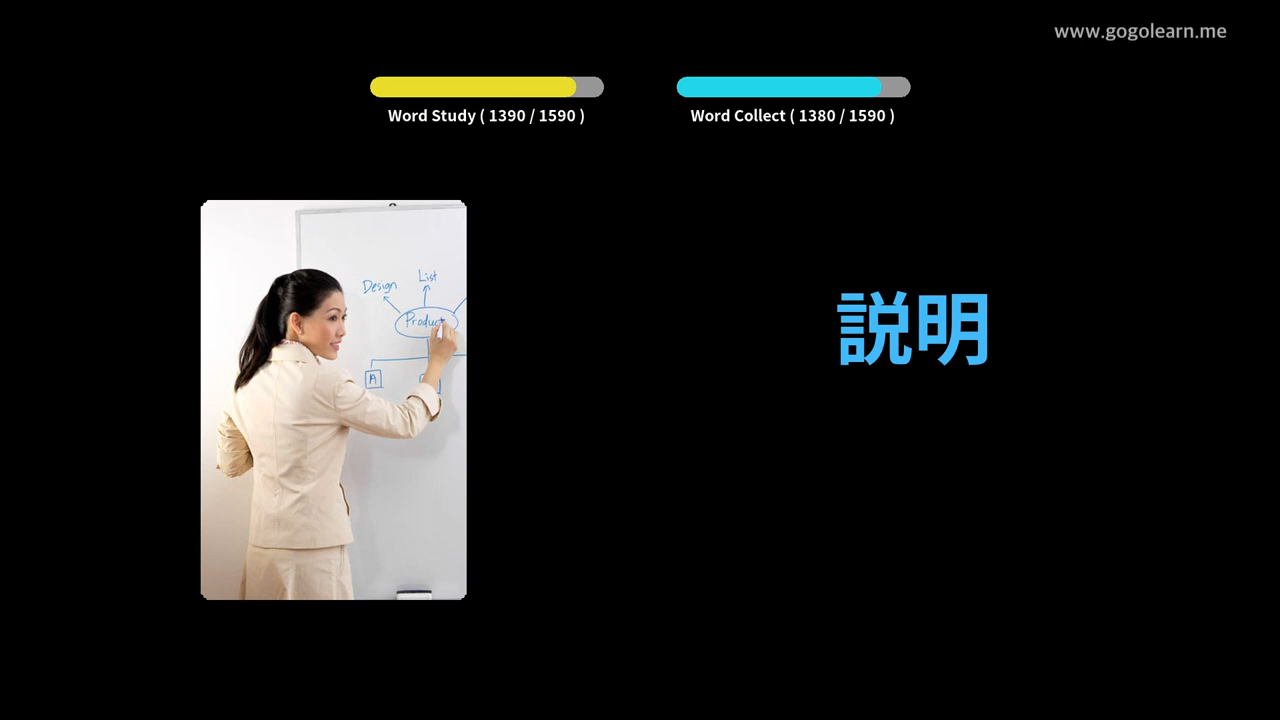 www.gogolearn.me
Word Study ( 1390 / 1590 )
Word Collect ( 1380 / 1590 )
List
Design
Product
A
説明